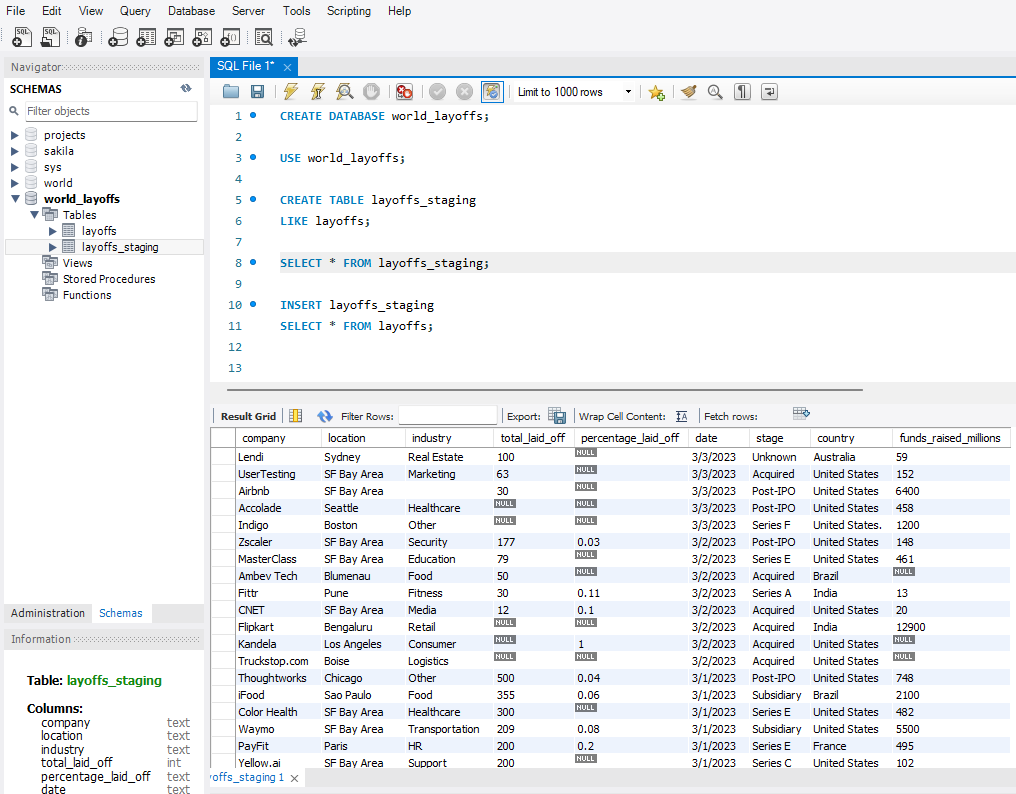 File Edit View Query Database Server Tools Scripting Help
Navigator
SCHEMAS
Filter objects
projects
sakila
sys
world
world_layoffs
Tables
layoffs
layoffs_staging
Views
Stored Procedures
Functions
Administration Schemas
Information
Table: layoffs_staging
Columns:
company text
location text
industry text
total_laid_off int
percentage_laid_off text
date text
SQL File 1*
Limit to 1000 rows
1 CREATE DATABASE world_layoffs;
2
3 USE world_layoffs;
4
5 CREATE TABLE layoffs_staging
6 LIKE layoffs;
7
8 SELECT * FROM layoffs_staging;
9
10 INSERT layoffs_staging
11 SELECT * FROM layoffs;
12
13
Result Grid Filter Rows: Export: Wrap Cell Content: Fetch rows:
company location industry total_laid_off percentage_laid_off date stage country funds_raised_millions
Lendi Sydney Real Estate 100 NULL 3/3/2023 Unknown Australia 59
UserTesting SF Bay Area Marketing 63 NULL 3/3/2023 Acquired United States 152
Airbnb SF Bay Area 30 NULL 3/3/2023 Post-IPO United States 6400
Accolade Seattle Healthcare NULL NULL 3/3/2023 Post-IPO United States 458
Indigo Boston Other NULL NULL 3/3/2023 Series F United States. 1200
Zscaler SF Bay Area Security 177 0.03 3/2/2023 Post-IPO United States 148
MasterClass SF Bay Area Education 79 NULL 3/2/2023 Series E United States 461
Ambev Tech Blumenau Food 50 NULL 3/2/2023 Acquired Brazil NULL
Fittr Pune Fitness 30 0.11 3/2/2023 Series A India 13
CNET SF Bay Area Media 12 0.1 3/2/2023 Acquired United States 20
Flipkart Bengaluru Retail NULL NULL 3/2/2023 Acquired India 12900
Kandela Los Angeles Consumer NULL 1 3/2/2023 Acquired United States NULL
Truckstop.com Boise Logistics NULL NULL 3/2/2023 Acquired United States NULL
Thoughtworks Chicago Other 500 0.04 3/1/2023 Post-IPO United States 748
iFood Sao Paulo Food 355 0.06 3/1/2023 Subsidiary Brazil 2100
Color Health SF Bay Area Healthcare 300 NULL 3/1/2023 Series E United States 482
Waymo SF Bay Area Transportation 209 0.08 3/1/2023 Subsidiary United States 5500
PayFit Paris HR 200 0.2 3/1/2023 Series E France 495
Yellow.ai SF Bay Area Support 200 NULL 3/1/2023 Series C United States 102
yoffs_staging 1